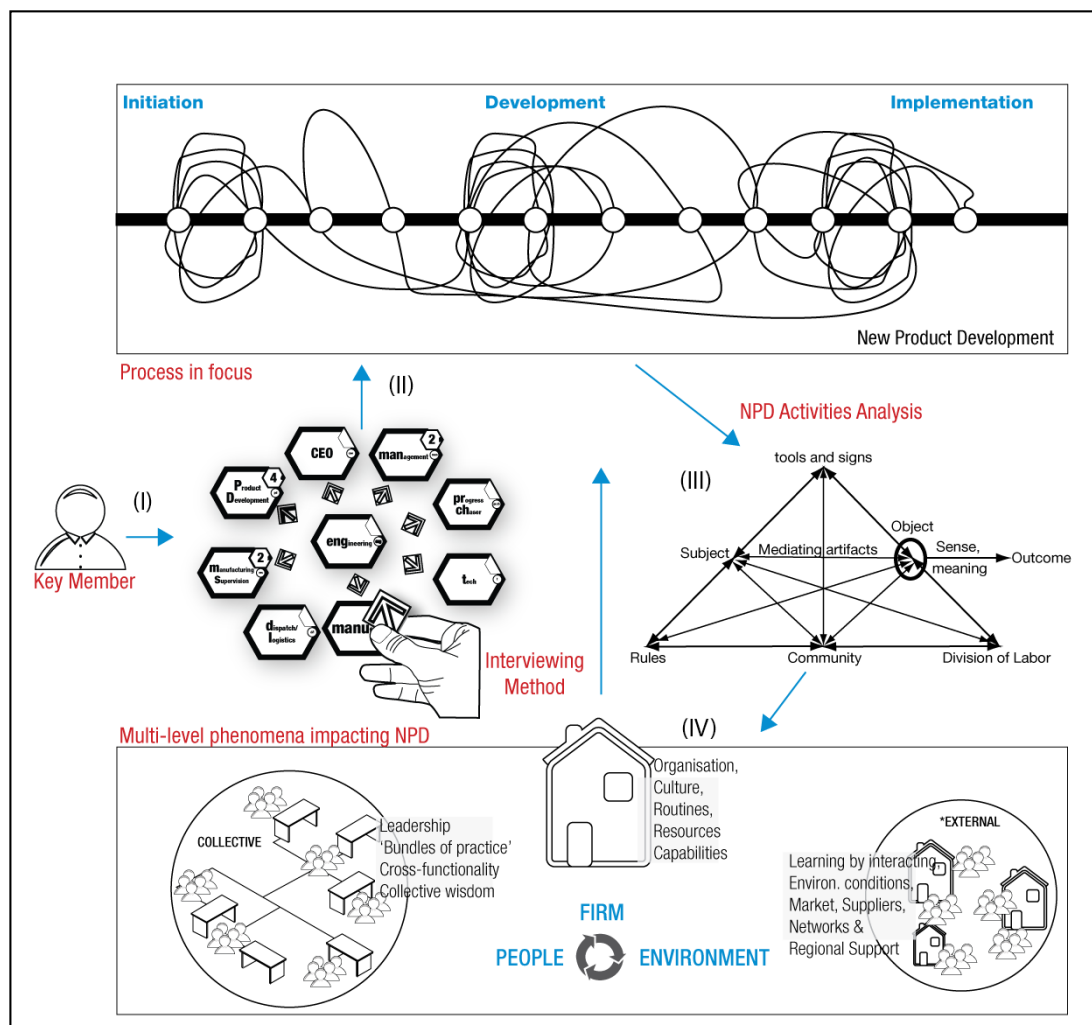 Initiation
Development
Implementation
New Product Development
Process in focus
(II)
NPD Activities Analysis
CEO
management
2
Product
Development
4
(I)
progress
chaser
engineering
manufacturing
Supervision
2
tech
dispatch/
logistics
manu
Key Member
Interviewing
Method
(III)
tools and signs
Object
Subject
Mediating artifacts
Sense,
meaning
Outcome
Rules
Community
Division of Labor
(IV)
Multi-level phenomena impacting NPD
COLLECTIVE
Leadership
'Bundles of practice'
Cross-functionality
Collective wisdom
Organisation,
Culture,
Routines,
Resources
Capabilities
FIRM
PEOPLE
ENVIRONMENT
*EXTERNAL
Learning by interacting,
Environ. conditions,
Market, Suppliers,
Networks &
Regional Support